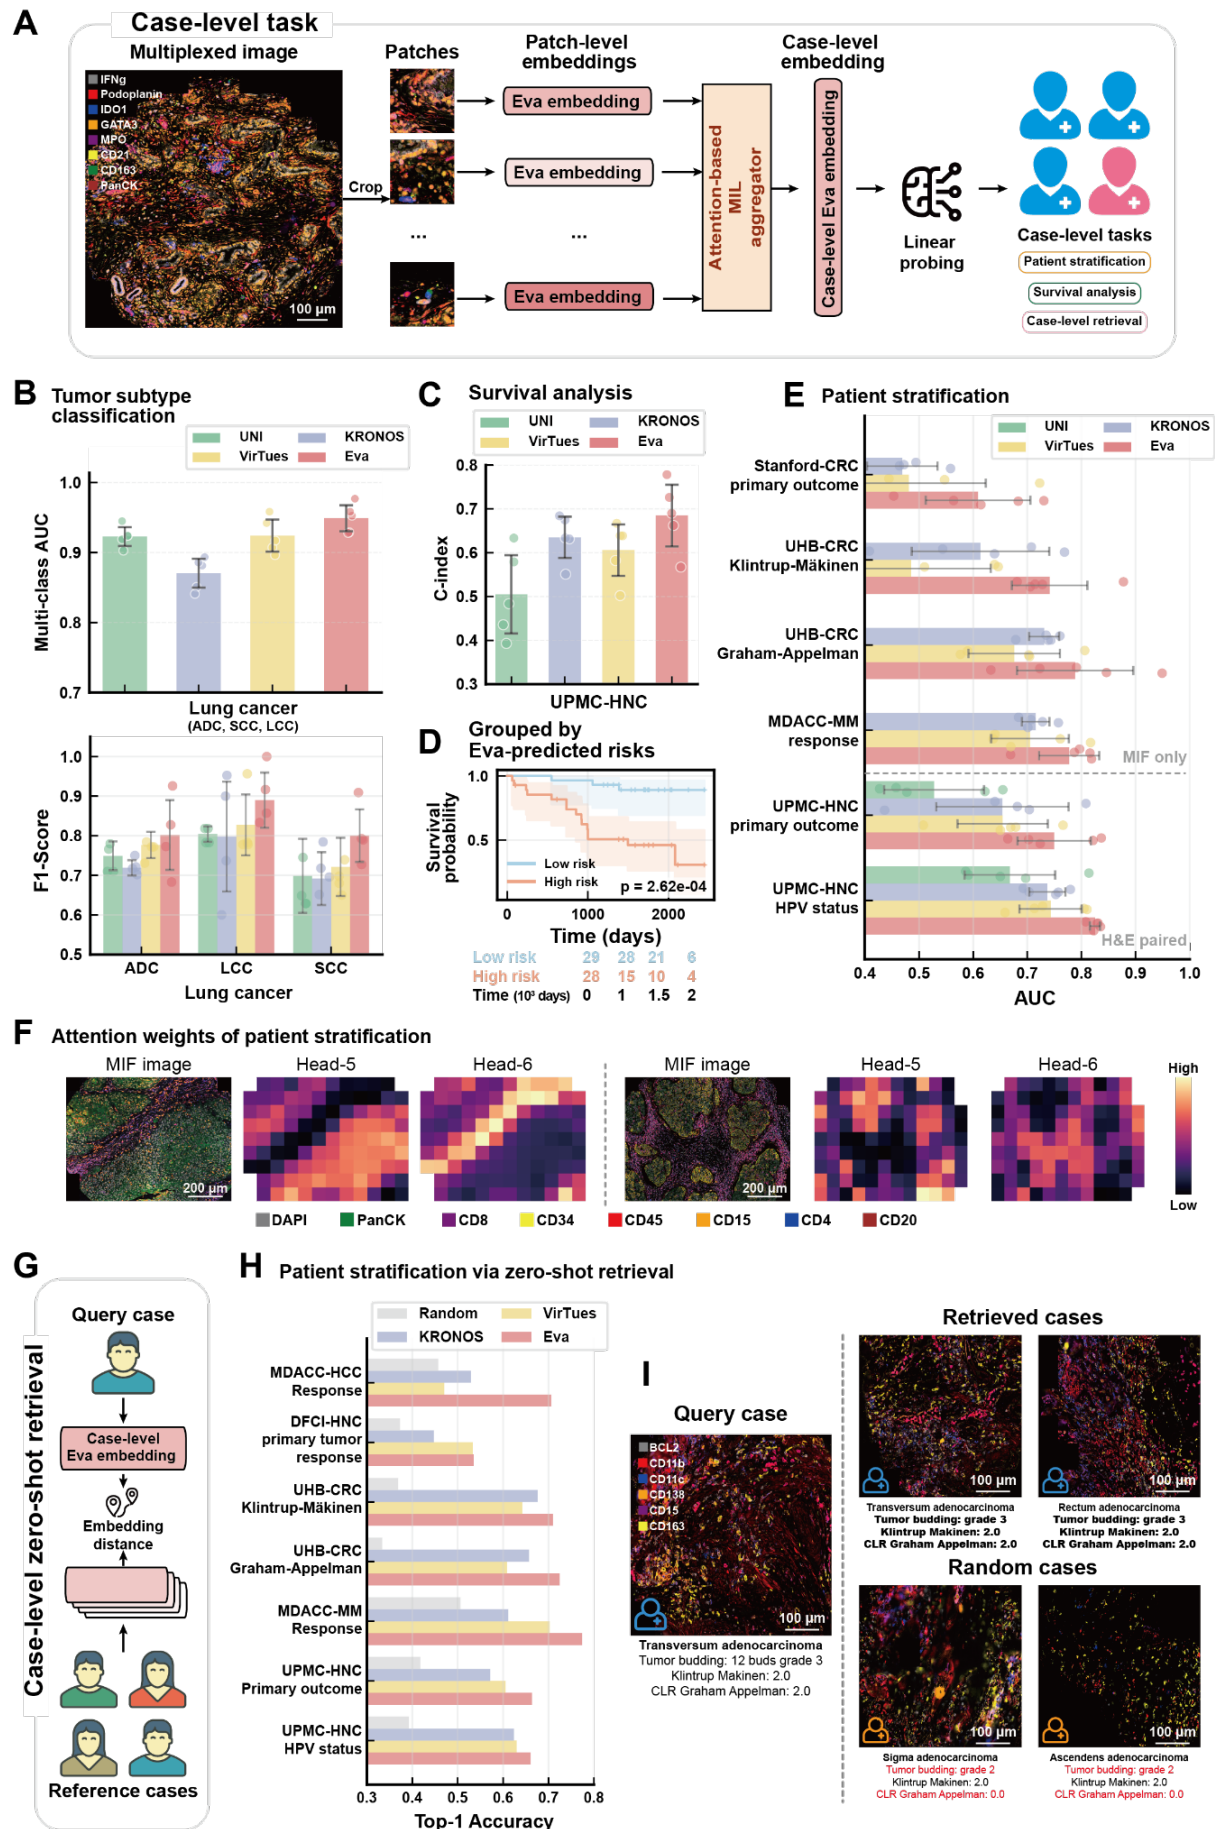 A
Case-level task
Multiplexed image
Patches
Patch-level
embeddings
Case-level
embedding
IFNg
Podoplanin
IDO1
GATA3
MPO
CD21
CD163
PanCK
100 μm
Crop
...
Eva embedding
Eva embedding
...
Eva embedding
Attention-based
MIL
aggregator
Case-level Eva embedding
Linear
probing
Case-level tasks
Patient stratification
Survival analysis
Case-level retrieval
B
Tumor subtype
classification
UNI
KRONOS
VirTues
Eva
Multi-class AUC
1.0
0.9
0.8
0.7
Lung cancer
(ADC, SCC, LCC)
F1-Score
1.0
0.9
0.8
0.7
0.6
0.5
ADC
LCC
SCC
Lung cancer
C
Survival analysis
UNI
KRONOS
VirTues
Eva
C-index
0.8
0.7
0.6
0.5
0.4
0.3
UPMC-HNC
D
Grouped by
Eva-predicted risks
Survival
probability
1.0
0.5
Low risk
High risk
p = 2.62e-04
0 1000 2000
Time (days)
Low risk 29 28 21 6
High risk 28 15 10 4
Time (10³ days) 0 1 1.5 2
E
Patient stratification
UNI
KRONOS
VirTues
Eva
Stanford-CRC
primary outcome
UHB-CRC
Klintrup-Mäkinen
UHB-CRC
Graham-Appelman
MDACC-MM
response
MIF only
UPMC-HNC
primary outcome
UPMC-HNC
HPV status
H&E paired
0.4 0.5 0.6 0.7 0.8 0.9 1.0
AUC
F
Attention weights of patient stratification
MIF image
Head-5
Head-6
MIF image
Head-5
Head-6
200 μm
200 μm
High
Low
DAPI
PanCK
CD8
CD34
CD45
CD15
CD4
CD20
G
Case-level zero-shot retrieval
Query case
Case-level
Eva embedding
Embedding
distance
Reference cases
H
Patient stratification via zero-shot retrieval
Random
VirTues
KRONOS
Eva
MDACC-HCC
Response
DFCI-HNC
primary tumor
response
UHB-CRC
Klintrup-Mäkinen
UHB-CRC
Graham-Appelman
MDACC-MM
Response
UPMC-HNC
Primary outcome
UPMC-HNC
HPV status
0.3 0.4 0.5 0.6 0.7 0.8
Top-1 Accuracy
I
Query case
BCL2
CD11b
CD11c
CD138
CD15
CD163
100 μm
Transversum adenocarcinoma
Tumor budding: 12 buds grade 3
Klintrup Makinen: 2.0
CLR Graham Appelman: 2.0
Retrieved cases
100 μm
Transversum adenocarcinoma
Tumor budding: grade 3
Klintrup Makinen: 2.0
CLR Graham Appelman: 2.0
100 μm
Rectum adenocarcinoma
Tumor budding: grade 3
Klintrup Makinen: 2.0
CLR Graham Appelman: 2.0
Random cases
100 μm
Sigma adenocarcinoma
Tumor budding: grade 2
Klintrup Makinen: 2.0
CLR Graham Appelman: 0.0
100 μm
Ascendens adenocarcinoma
Tumor budding: grade 2
Klintrup Makinen: 2.0
CLR Graham Appelman: 0.0